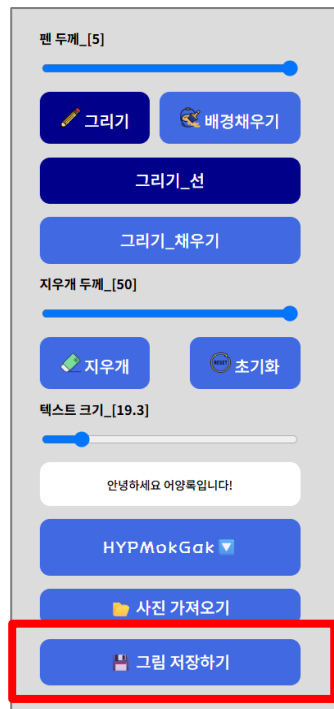 펜 두께_[5]
그리기 배경채우기
그리기_선
그리기_채우기
지우개 두께_[50]
지우개 RESET 초기화
텍스트 크기_[19.3]
안녕하세요 어양록입니다!
HYPMokGak
사진 가져오기
그림 저장하기